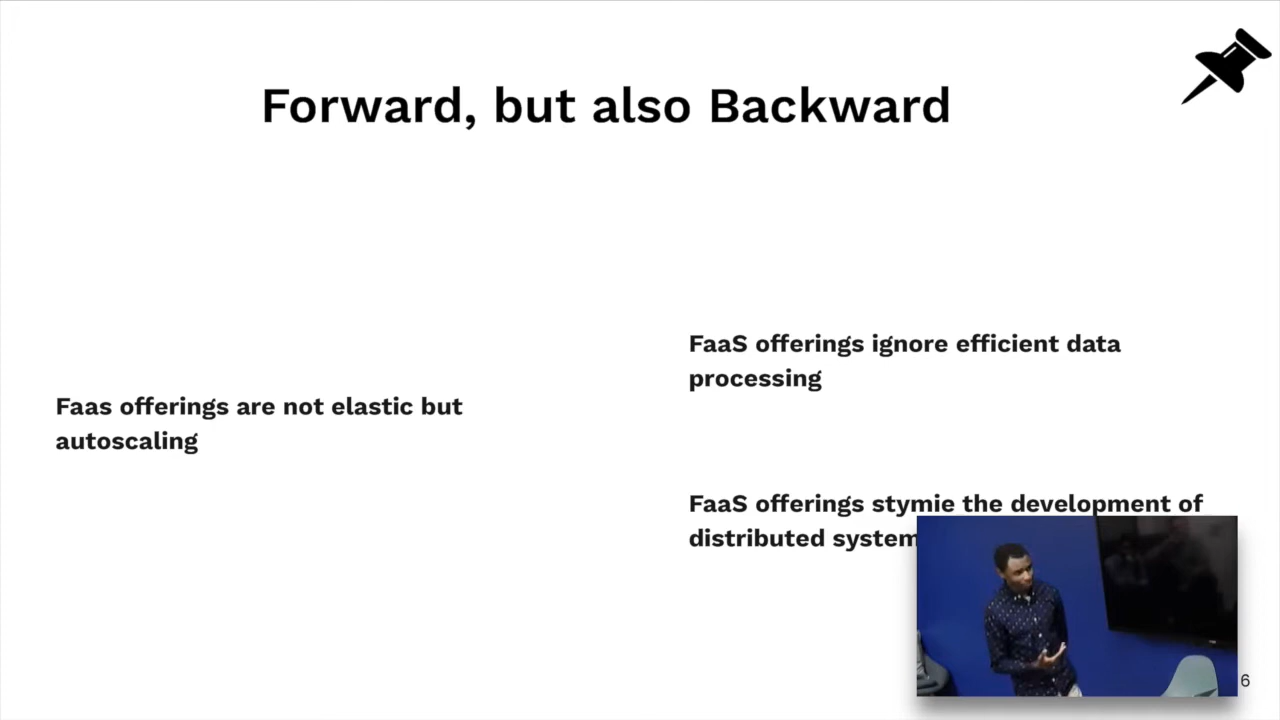 Forward, but also Backward
Faas offerings are not elastic but
autoscaling
FaaS offerings ignore efficient data
processing
FaaS offerings stymie the development of
distributed system
6